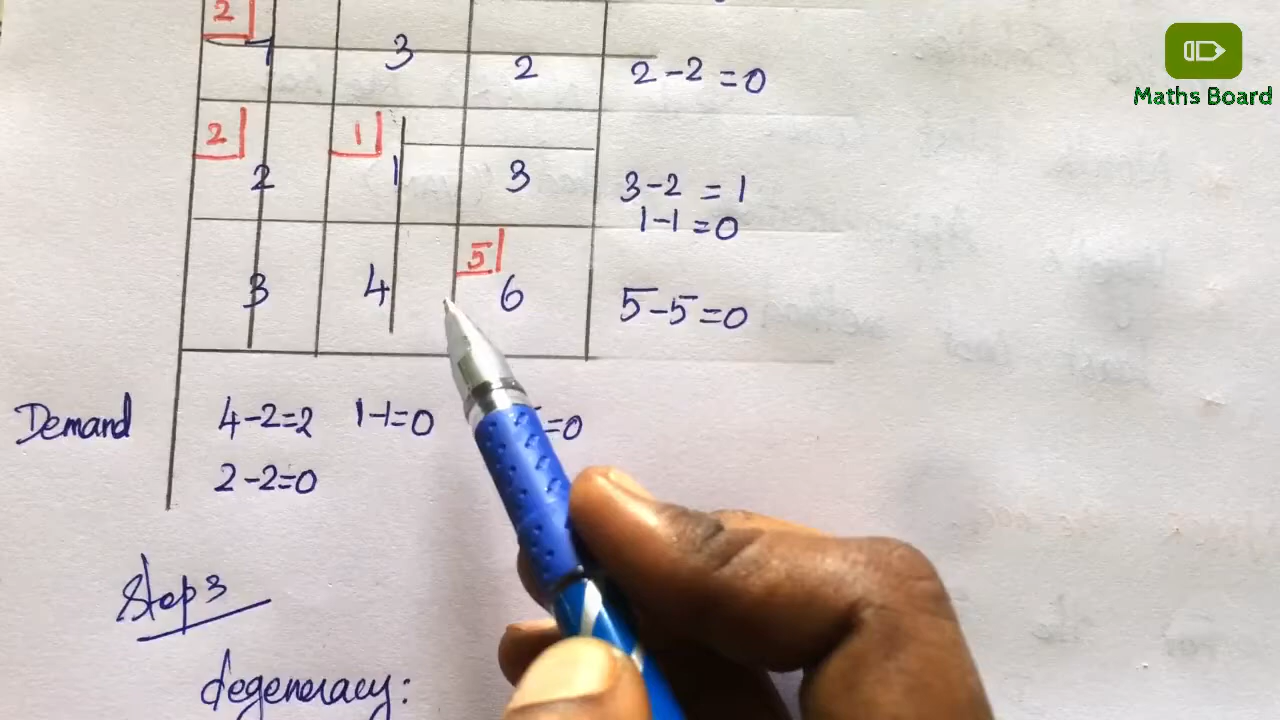 2
1 3 2 2-2=0
Maths Board
2 1
2 1 3 3-2=1
1-1=0
5
3 4 6 5-5=0
Demand 4-2=2 1-1=0 =0
2-2=0
Step 3
degeneracy: